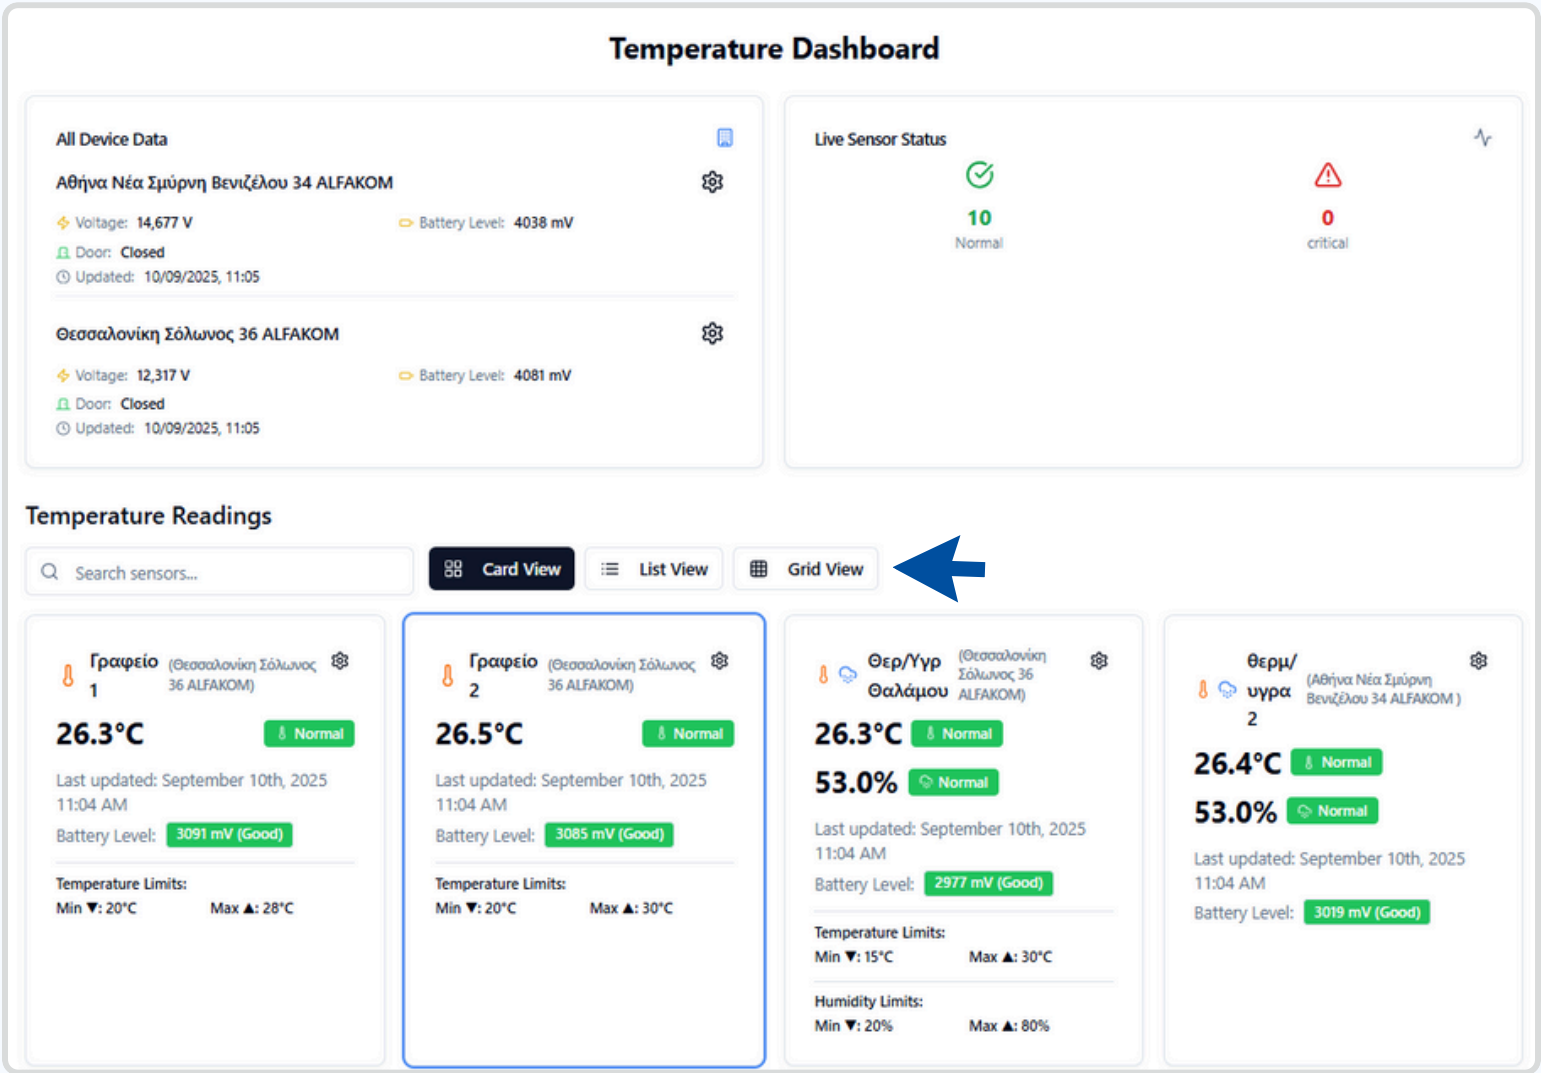 Temperature Dashboard
All Device Data
Αθήνα Νέα Σμύρνη Βενιζέλου 34 ALFAKOM
Voltage: 14,677 V Battery Level: 4038 mV
Door: Closed
Updated: 10/09/2025, 11:05
Θεσσαλονίκη Σόλωνος 36 ALFAKOM
Voltage: 12,317 V Battery Level: 4081 mV
Door: Closed
Updated: 10/09/2025, 11:05
Live Sensor Status
10
Normal
0
critical
Temperature Readings
Search sensors...
Card View
List View
Grid View
Γραφείο
1
(Θεσσαλονίκη Σόλωνος
36 ALFAKOM)
26.3°C Normal
Last updated: September 10th, 2025
11:04 AM
Battery Level: 3091 mV (Good)
Temperature Limits:
Min ▼: 20°C Max ▲: 28°C
Γραφείο
2
(Θεσσαλονίκη Σόλωνος
36 ALFAKOM)
26.5°C Normal
Last updated: September 10th, 2025
11:04 AM
Battery Level: 3085 mV (Good)
Temperature Limits:
Min ▼: 20°C Max ▲: 30°C
Θερ/Υγρ
Θαλάμου
(Θεσσαλονίκη
Σόλωνος 36
ALFAKOM)
26.3°C Normal
53.0% Normal
Last updated: September 10th, 2025
11:04 AM
Battery Level: 2977 mV (Good)
Temperature Limits:
Min ▼: 15°C Max ▲: 30°C
Humidity Limits:
Min ▼: 20% Max ▲: 80%
θερμ/
υγρα
2
(Αθήνα Νέα Σμύρνη
Βενιζέλου 34 ALFAKOM )
26.4°C Normal
53.0% Normal
Last updated: September 10th, 2025
11:04 AM
Battery Level: 3019 mV (Good)